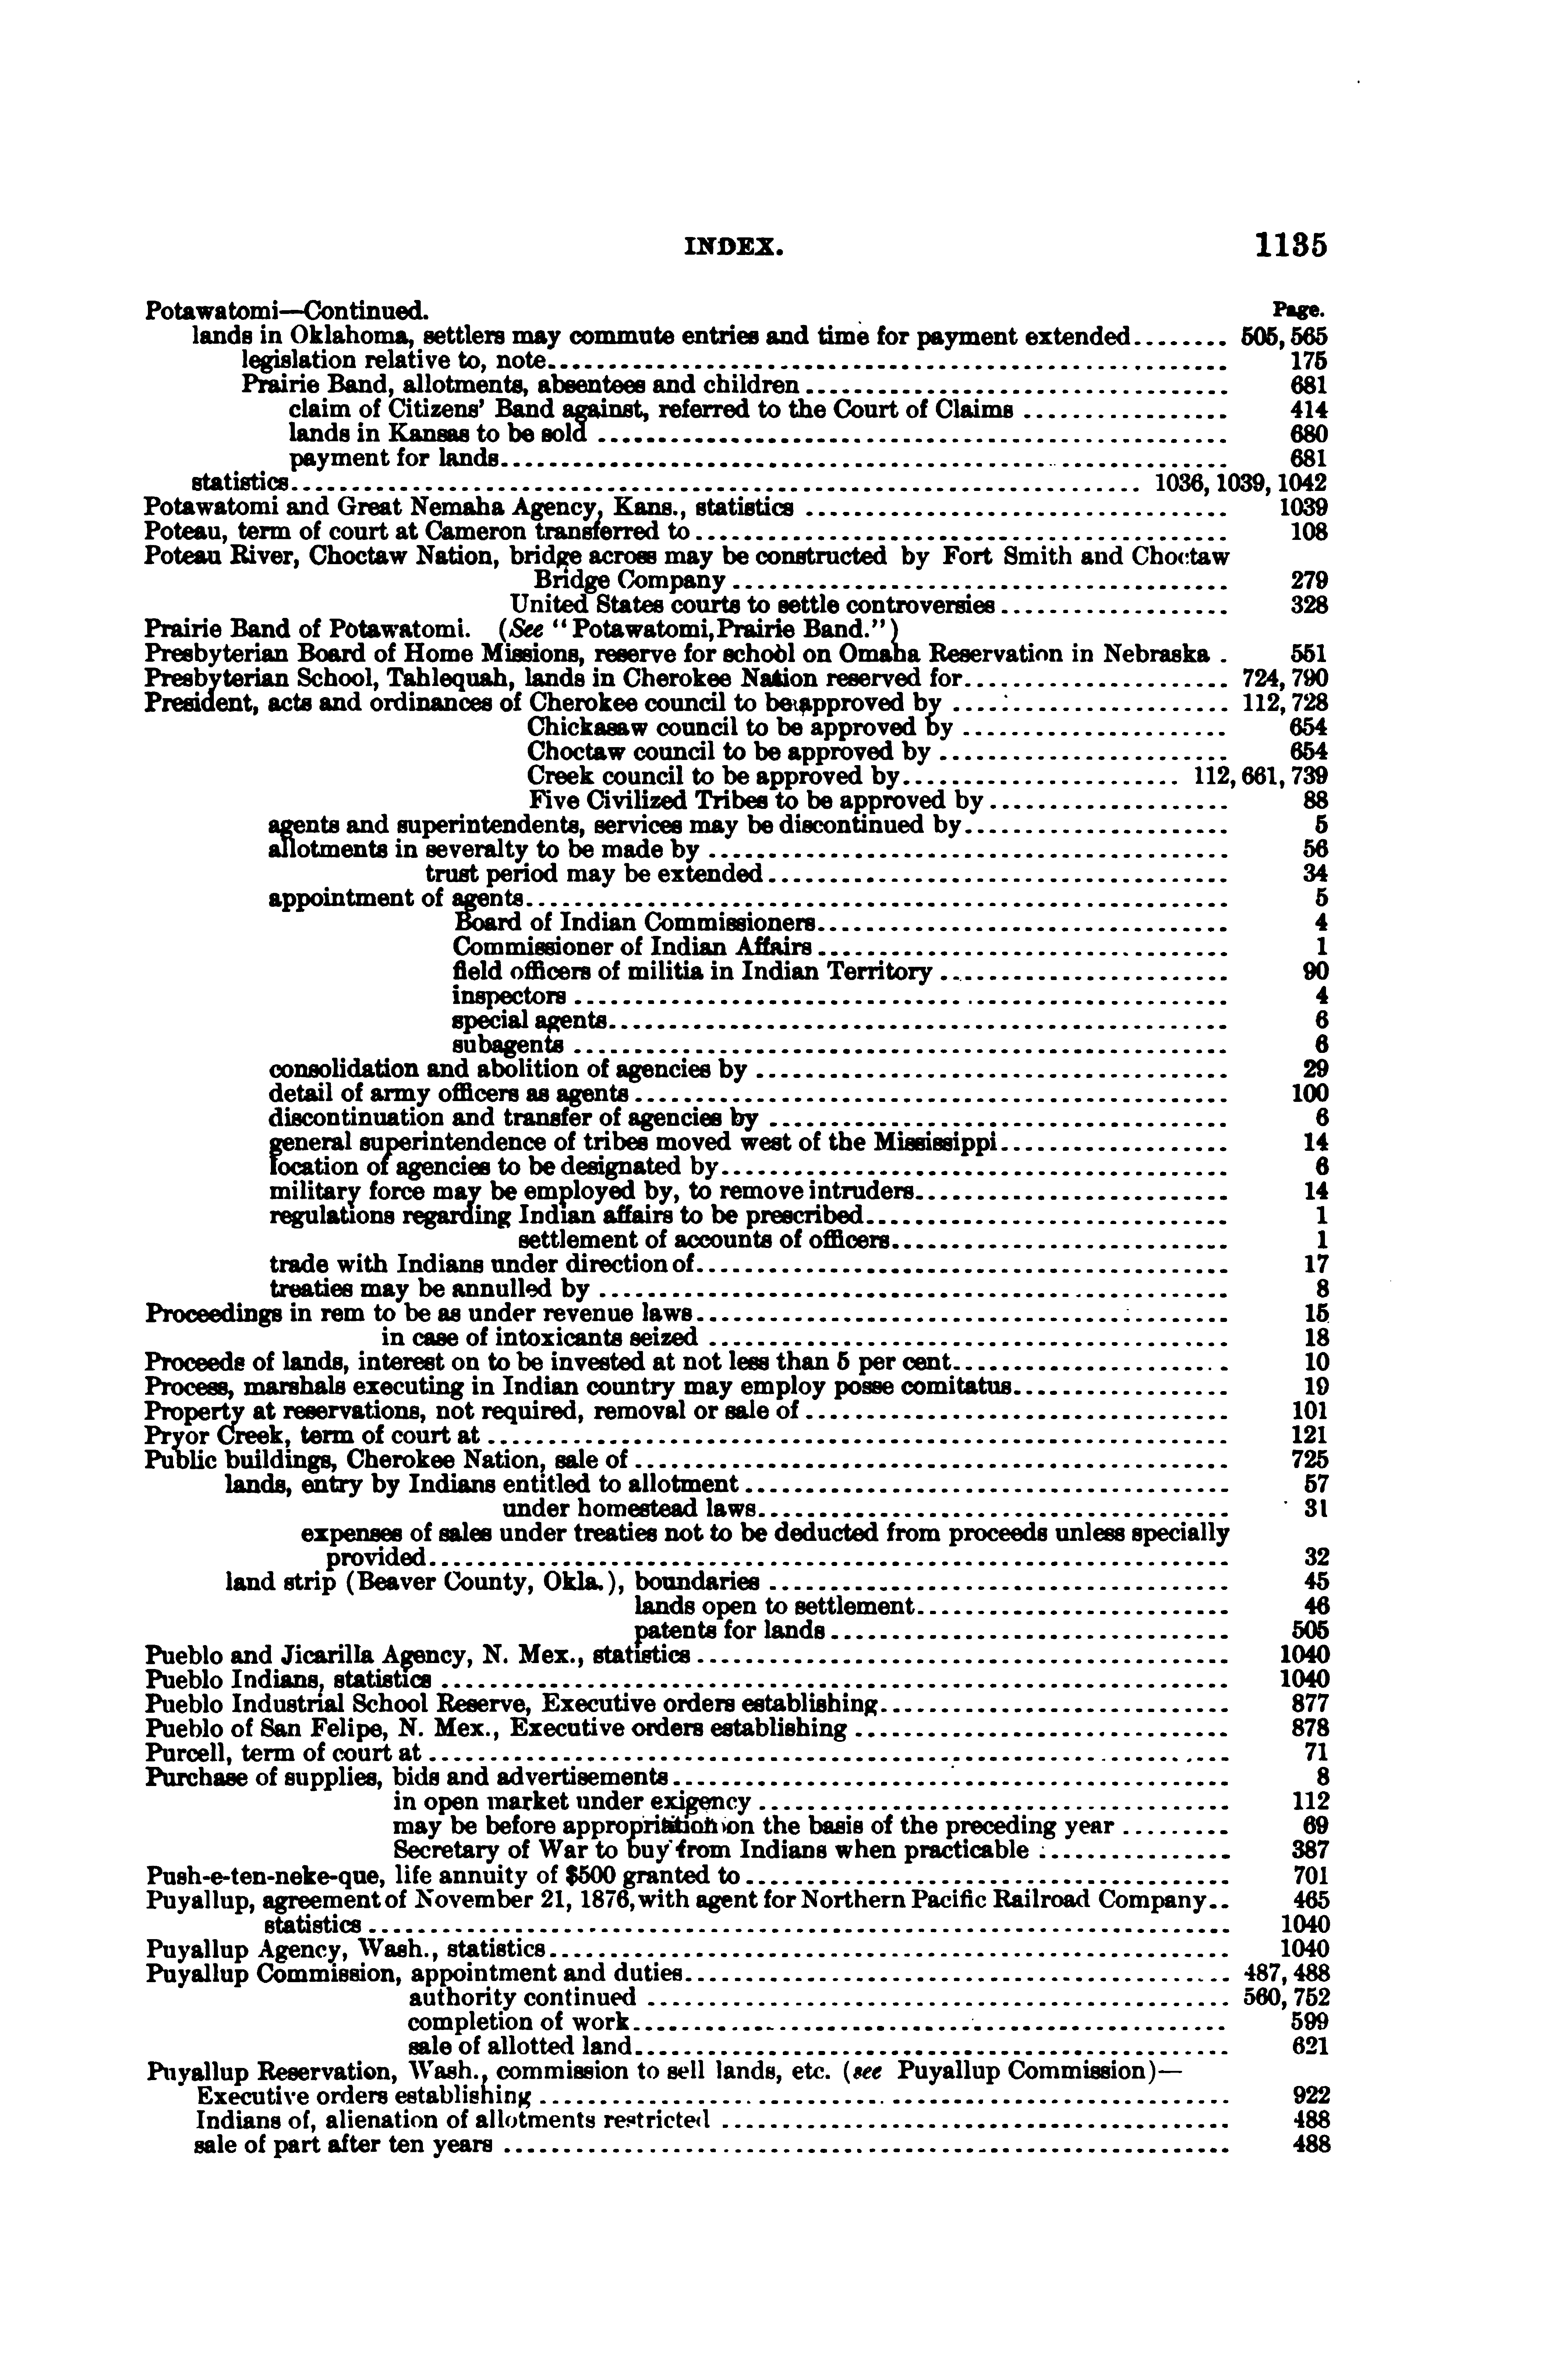 INDEX. 1135
Potawatomi—Continued. Page.
lands in Oklahoma, settlers may commute entries and time for payment extended........ 505, 565
legislation relative to, note........ 175
Prairie Band, allotments, absentees and children........ 681
claim of Citizens' Band against, referred to the Court of Claims........ 414
lands in Kansas to be sold........ 680
payment for lands........ 681
statistics........ 1036, 1039, 1042
Potawatomi and Great Nemaha Agency, Kans., statistics........ 1039
Poteau, term of court at Cameron transferred to........ 108
Poteau River, Choctaw Nation, bridge across may be constructed by Fort Smith and Choctaw
Bridge Company........ 279
United States courts to settle controversies........ 328
Prairie Band of Potawatomi. (See "Potawatomi, Prairie Band.")
Presbyterian Board of Home Missions, reserve for school on Omaha Reservation in Nebraska . 551
Presbyterian School, Tahlequah, lands in Cherokee Nation reserved for........ 724, 790
President, acts and ordinances of Cherokee council to be approved by........ 112, 728
Chickasaw council to be approved by........ 654
Choctaw council to be approved by........ 654
Creek council to be approved by........ 112, 661, 739
Five Civilized Tribes to be approved by........ 88
agents and superintendents, services may be discontinued by........ 5
allotments in severalty to be made by........ 56
trust period may be extended........ 34
appointment of agents........ 5
Board of Indian Commissioners........ 4
Commissioner of Indian Affairs........ 1
field officers of militia in Indian Territory........ 90
inspectors........ 4
special agents........ 6
subagents........ 6
consolidation and abolition of agencies by........ 29
detail of army officers as agents........ 100
discontinuation and transfer of agencies by........ 6
general superintendence of tribes moved west of the Mississippi........ 14
location of agencies to be designated by........ 6
military force may be employed by, to remove intruders........ 14
regulations regarding Indian affairs to be prescribed........ 1
settlement of accounts of officers........ 1
trade with Indians under direction of........ 17
treaties may be annulled by........ 8
Proceedings in rem to be as under revenue laws........ 15
in case of intoxicants seized........ 18
Proceeds of lands, interest on to be invested at not less than 5 per cent........ 10
Process, marshals executing in Indian country may employ posse comitatus........ 19
Property at reservations, not required, removal or sale of........ 101
Pryor Creek, term of court at........ 121
Public buildings, Cherokee Nation, sale of........ 725
lands, entry by Indians entitled to allotment........ 57
under homestead laws........ 31
expenses of sales under treaties not to be deducted from proceeds unless specially
provided........ 32
land strip (Beaver County, Okla.), boundaries........ 45
lands open to settlement........ 46
patents for lands........ 505
Pueblo and Jicarilla Agency, N. Mex., statistics........ 1040
Pueblo Indians, statistics........ 1040
Pueblo Industrial School Reserve, Executive orders establishing........ 877
Pueblo of San Felipe, N. Mex., Executive orders establishing........ 878
Purcell, term of court at........ 71
Purchase of supplies, bids and advertisements........ 8
in open market under exigency........ 112
may be before appropriation on the basis of the preceding year........ 69
Secretary of War to buy from Indians when practicable........ 387
Push-e-ten-neke-que, life annuity of $500 granted to........ 701
Puyallup, agreement of November 21, 1876, with agent for Northern Pacific Railroad Company.. 465
statistics........ 1040
Puyallup Agency, Wash., statistics........ 1040
Puyallup Commission, appointment and duties........ 487, 488
authority continued........ 560, 752
completion of work........ 599
sale of allotted land........ 621
Puyallup Reservation, Wash., commission to sell lands, etc. (see Puyallup Commission)—
Executive orders establishing........ 922
Indians of, alienation of allotments restricted........ 488
sale of part after ten years........ 488